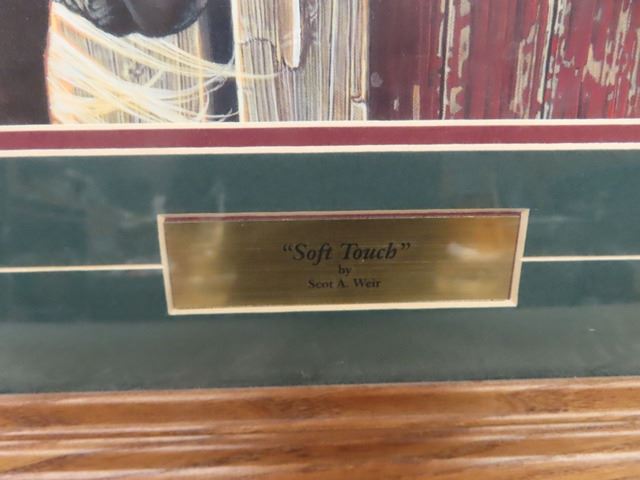 “Soft Touch”
by
Scot A. Weir